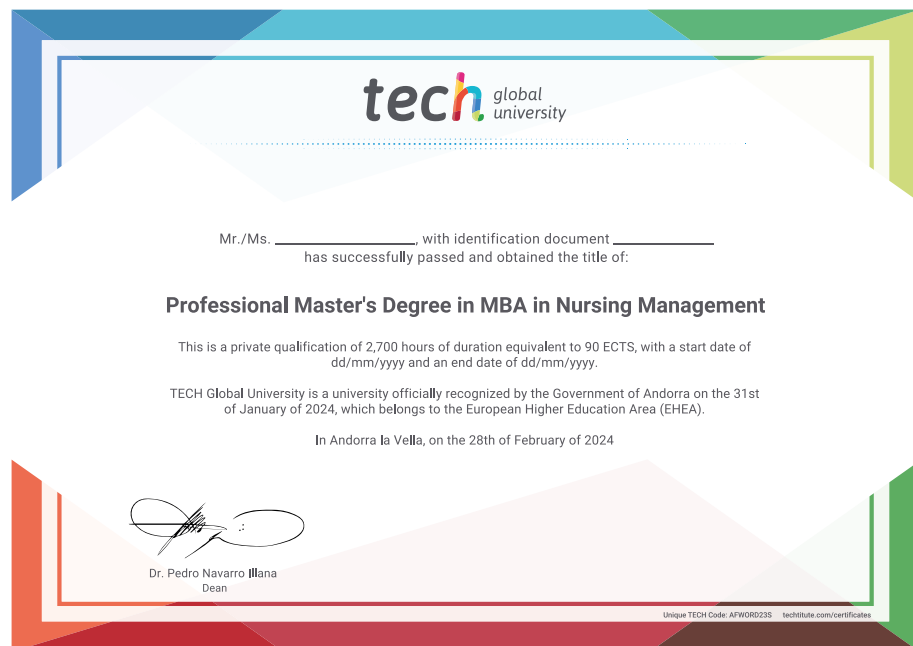 tech global
university
Mr./Ms. ____________________, with identification document ______________
has successfully passed and obtained the title of:
Professional Master's Degree in MBA in Nursing Management
This is a private qualification of 2,700 hours of duration equivalent to 90 ECTS, with a start date of
dd/mm/yyyy and an end date of dd/mm/yyyy.
TECH Global University is a university officially recognized by the Government of Andorra on the 31st
of January of 2024, which belongs to the European Higher Education Area (EHEA).
In Andorra la Vella, on the 28th of February of 2024
Dr. Pedro Navarro Illana
Dean
Unique TECH Code: AFWORD23S techtitute.com/certificates